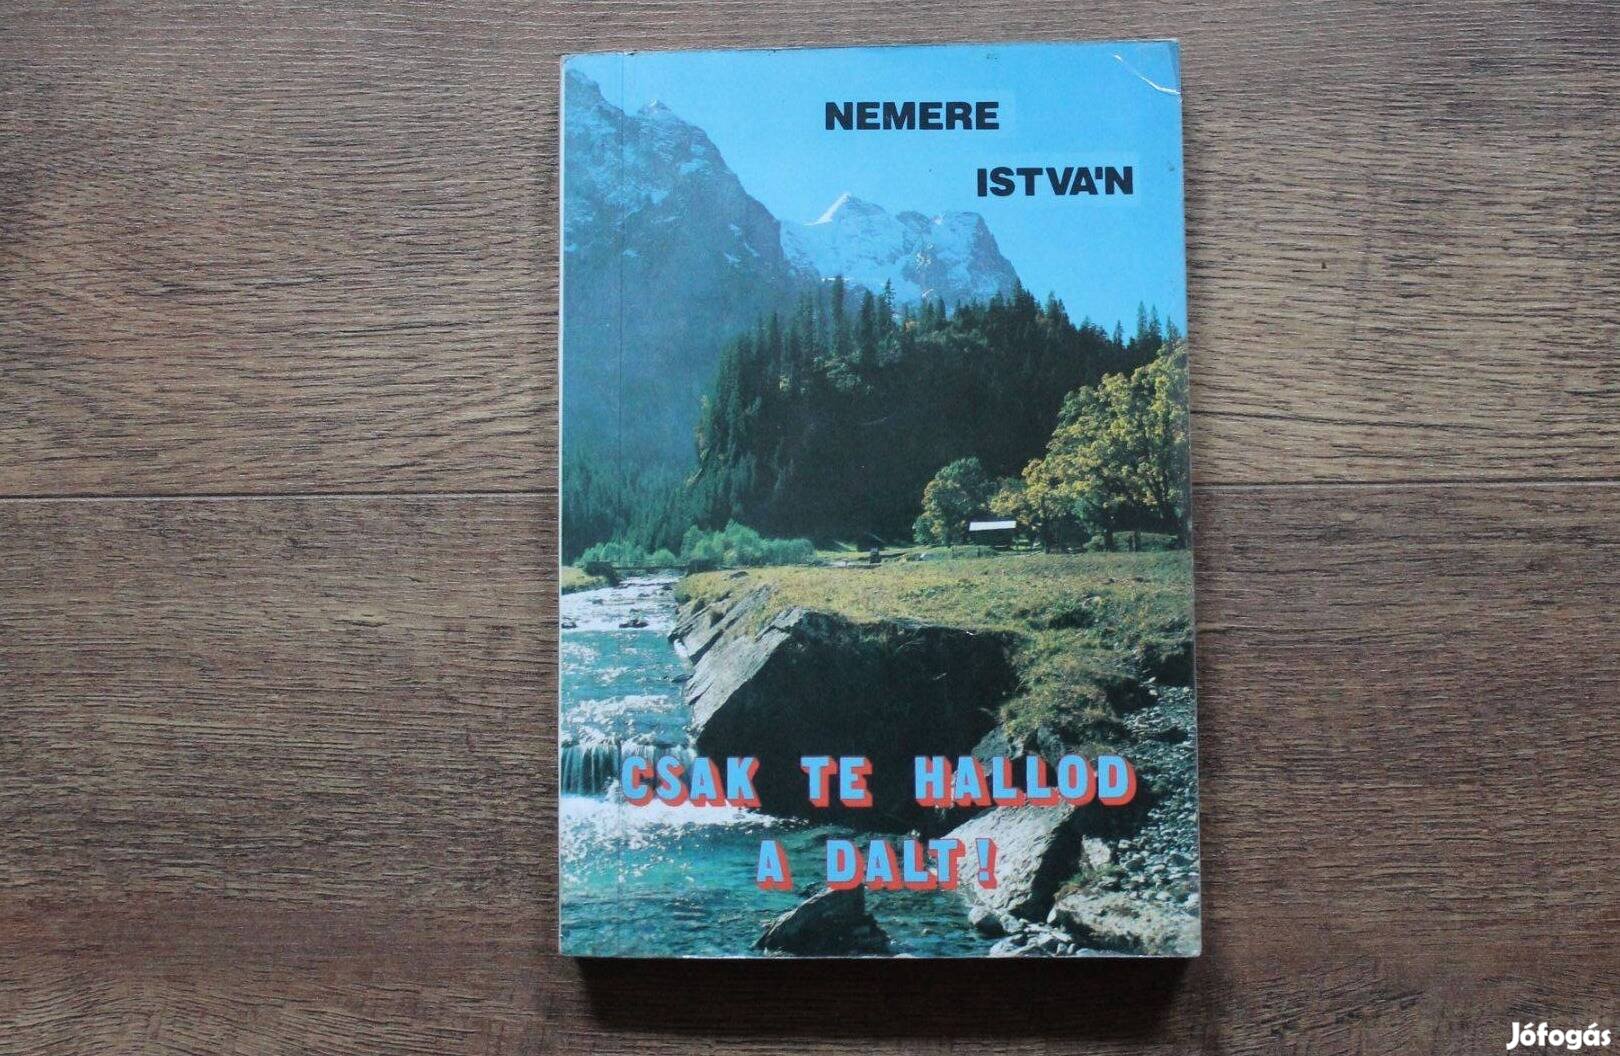 NEMERE
ISTVA'N
CSAK TE HALLOD
A DALT!
Jófogás